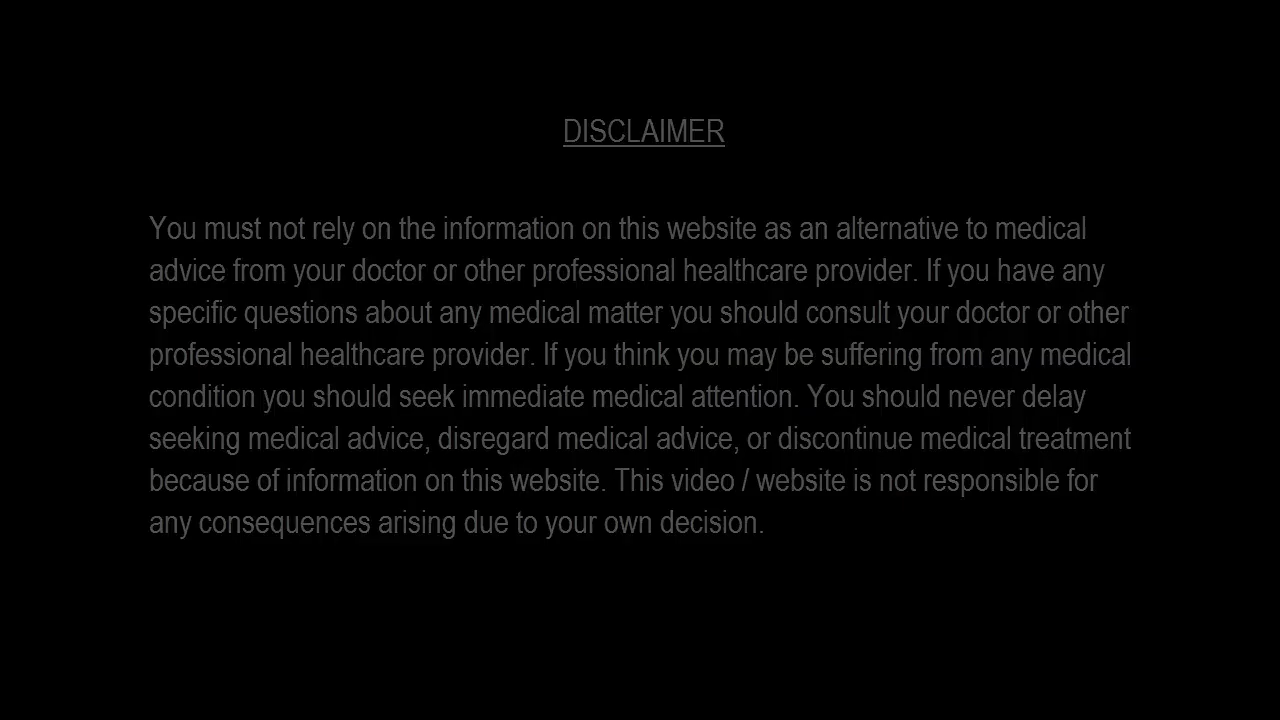 DISCLAIMER
You must not rely on the information on this website as an alternative to medical
advice from your doctor or other professional healthcare provider. If you have any
specific questions about any medical matter you should consult your doctor or other
professional healthcare provider. If you think you may be suffering from any medical
condition you should seek immediate medical attention. You should never delay
seeking medical advice, disregard medical advice, or discontinue medical treatment
because of information on this website. This video / website is not responsible for
any consequences arising due to your own decision.